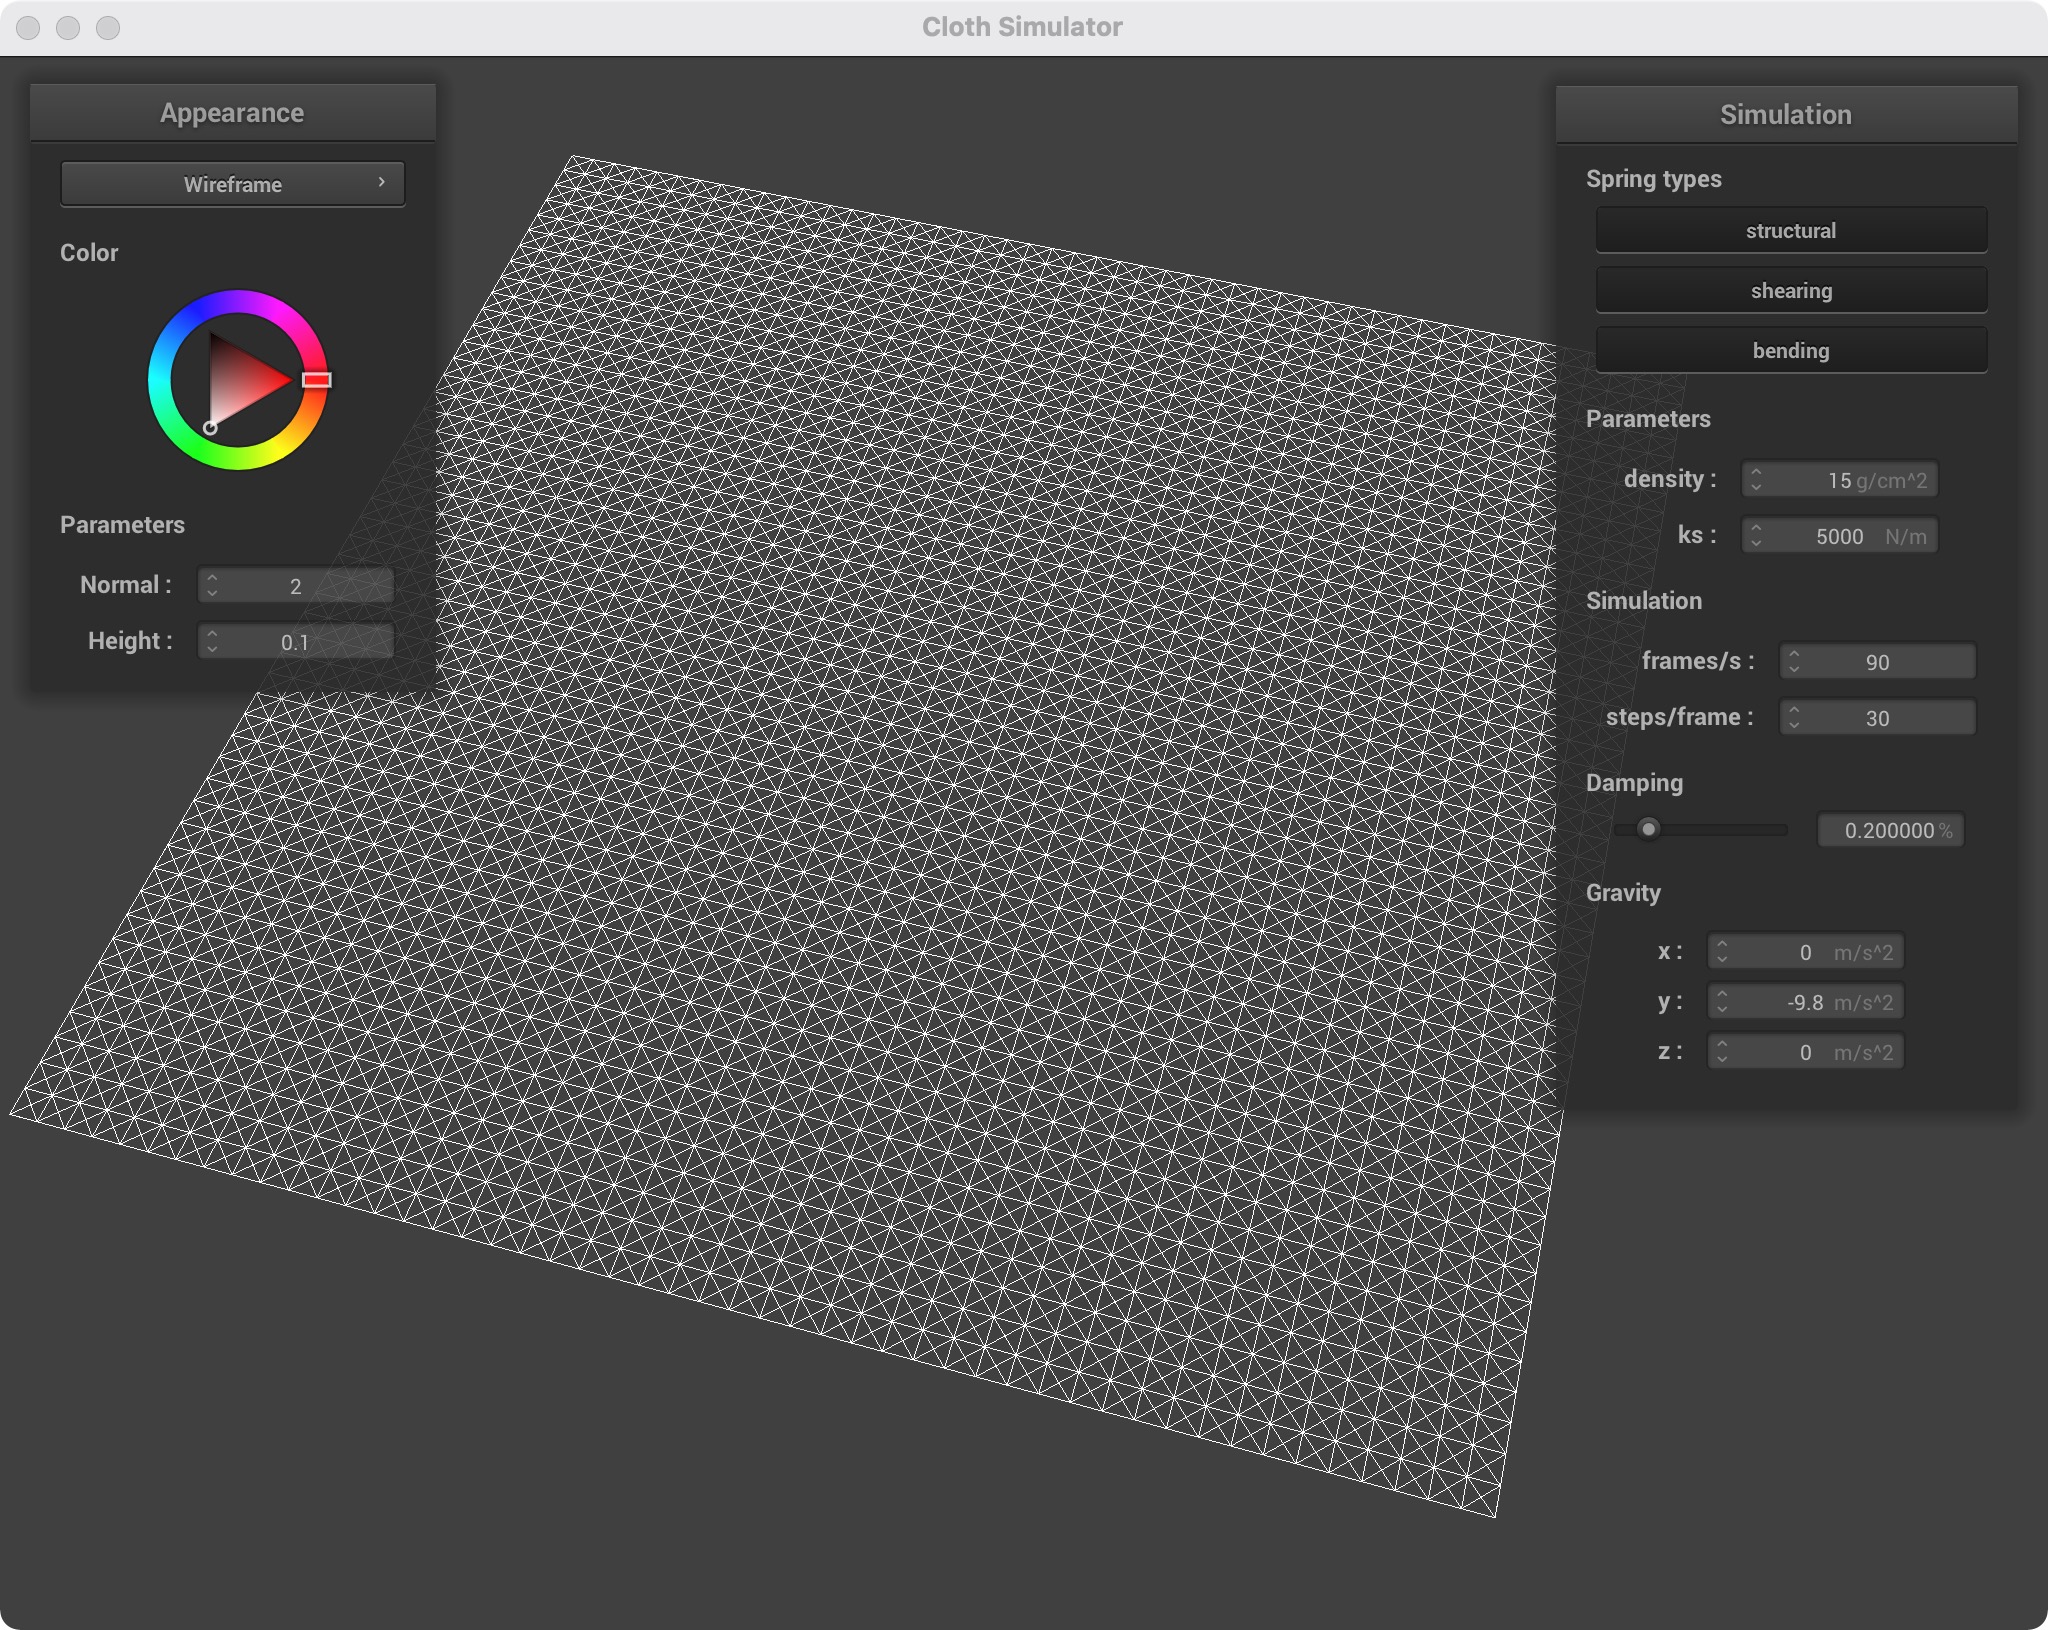 Cloth Simulator
Appearance
Wireframe
Color
Parameters
Normal : 2
Height : 0.1
Simulation
Spring types
structural
shearing
bending
Parameters
density : 15 g/cm^2
ks : 5000 N/m
Simulation
frames/s : 90
steps/frame : 30
Damping
0.200000 %
Gravity
x : 0 m/s^2
y : -9.8 m/s^2
z : 0 m/s^2